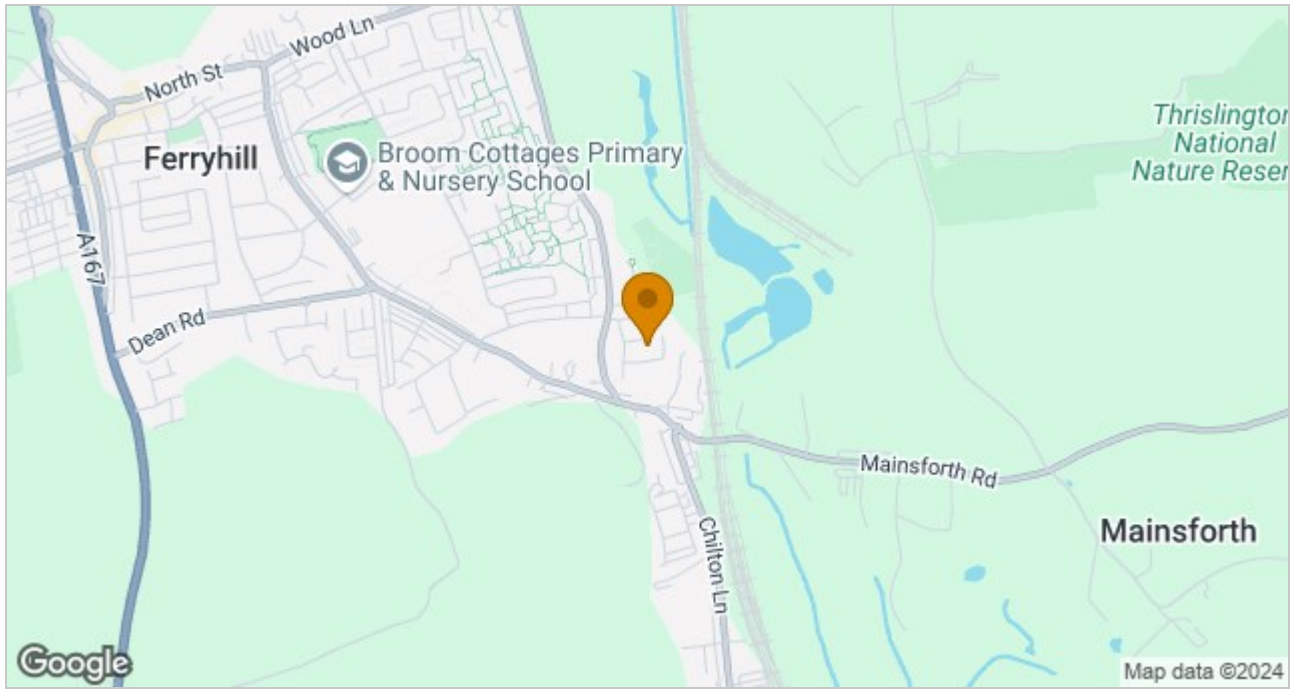 Wood Ln
North St
Thrislington
National
Nature Reser
Ferryhill
Broom Cottages Primary
& Nursery School
A167
Dean Rd
Mainsforth Rd
Mainsforth
Chilton Ln
Google
Map data ©2024